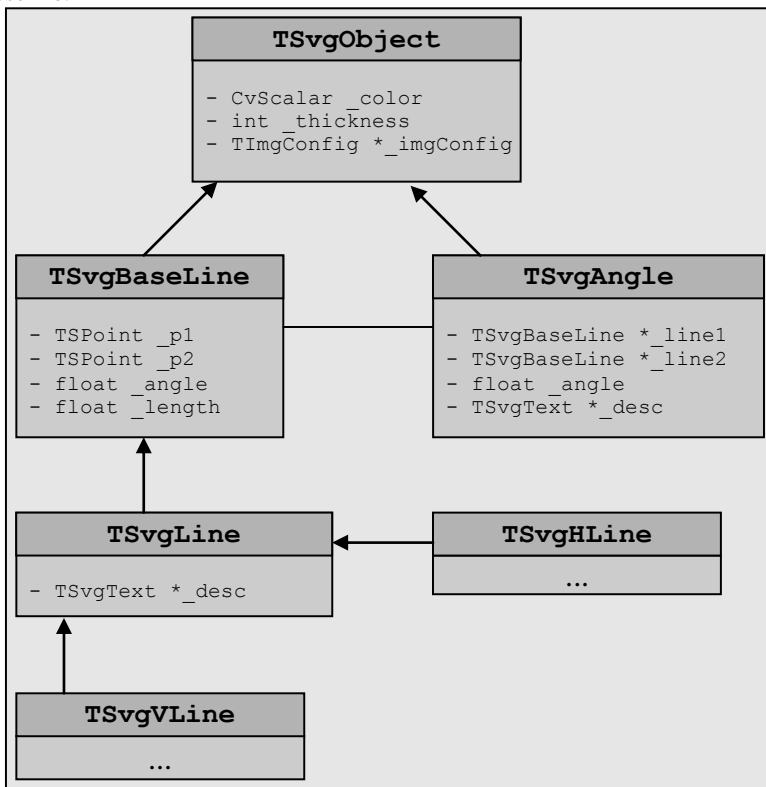 TSvgObject
- CvScalar _color
- int _thickness
- TImgConfig *_imgConfig
TSvgBaseLine
- TSPoint _p1
- TSPoint _p2
- float _angle
- float _length
TSvgAngle
- TSvgBaseLine *_line1
- TSvgBaseLine *_line2
- float _angle
- TSvgText *_desc
TSvgLine
- TSvgText *_desc
TSvgHLine
...
TSvgVLine
...